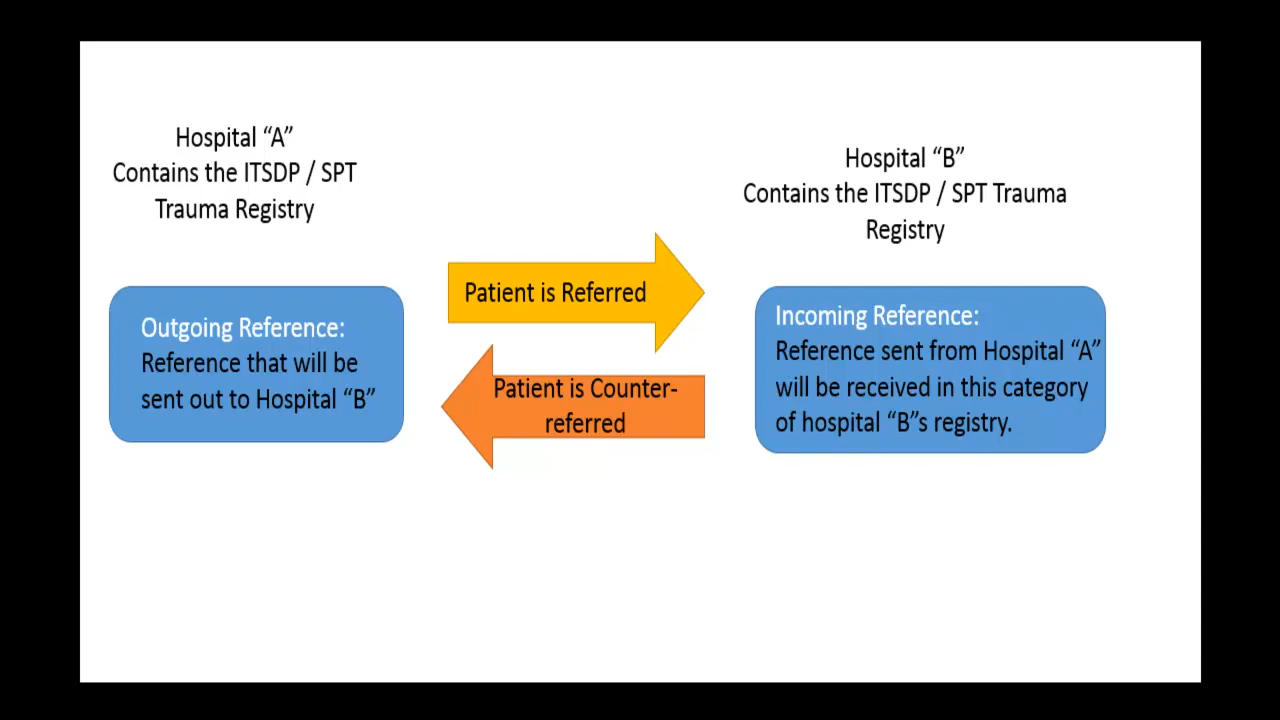 Hospital “A”
Contains the ITSDP / SPT
Trauma Registry
Hospital “B”
Contains the ITSDP / SPT Trauma
Registry
Patient is Referred
Outgoing Reference:
Reference that will be
sent out to Hospital “B”
Patient is Counter-
referred
Incoming Reference:
Reference sent from Hospital “A”
will be received in this category
of hospital “B”s registry.